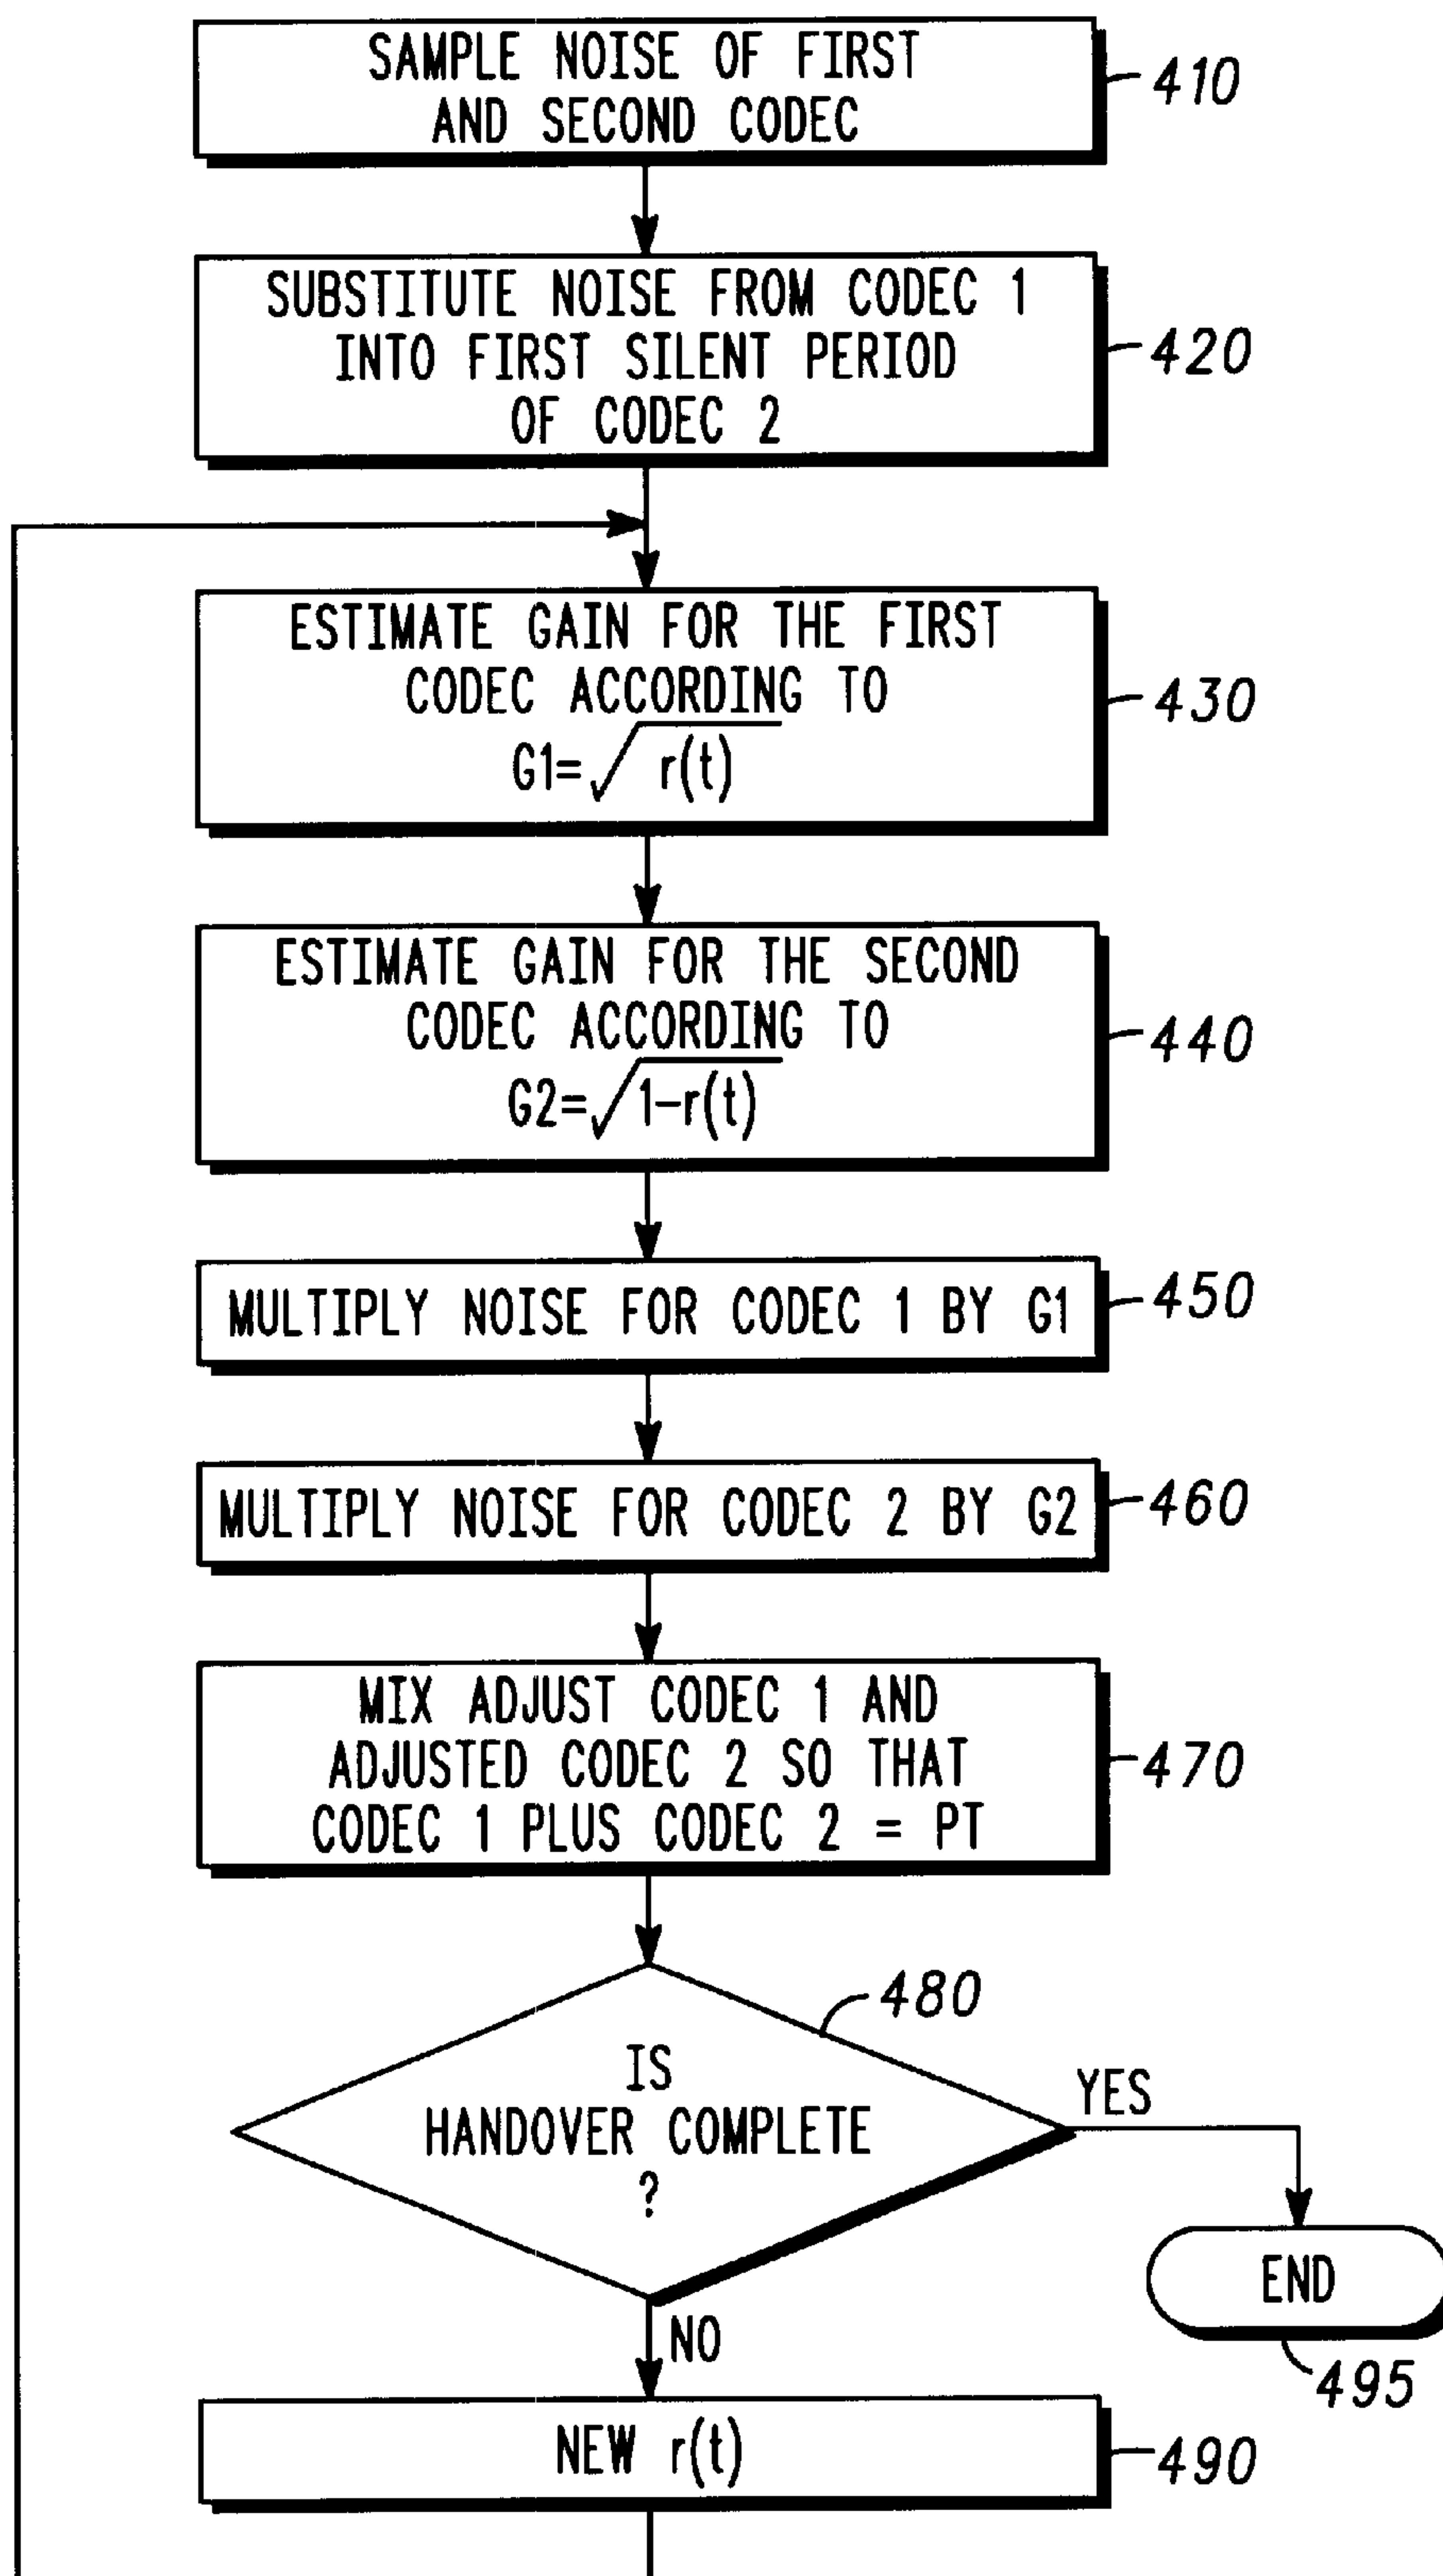 SAMPLE NOISE OF FIRST
AND SECOND CODEC
410
SUBSTITUTE NOISE FROM CODEC 1
INTO FIRST SILENT PERIOD
OF CODEC 2
420
ESTIMATE GAIN FOR THE FIRST
CODEC ACCORDING TO
G1=√r(t)
430
ESTIMATE GAIN FOR THE SECOND
CODEC ACCORDING TO
G2=√1-r(t)
440
MULTIPLY NOISE FOR CODEC 1 BY G1
450
MULTIPLY NOISE FOR CODEC 2 BY G2
460
MIX ADJUST CODEC 1 AND
ADJUSTED CODEC 2 SO THAT
CODEC 1 PLUS CODEC 2 = PT
470
480
IS
HANDOVER COMPLETE
?
YES
END
495
NO
NEW r(t)
490